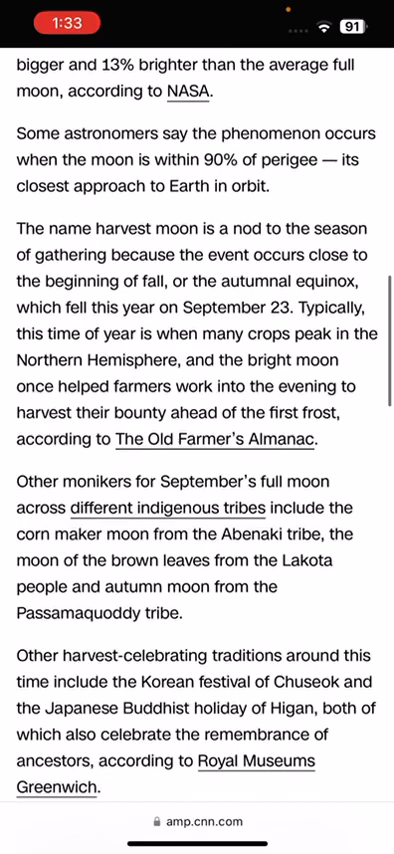 1:33
91
bigger and 13% brighter than the average full
moon, according to NASA.
Some astronomers say the phenomenon occurs
when the moon is within 90% of perigee — its
closest approach to Earth in orbit.
The name harvest moon is a nod to the season
of gathering because the event occurs close to
the beginning of fall, or the autumnal equinox,
which fell this year on September 23. Typically,
this time of year is when many crops peak in the
Northern Hemisphere, and the bright moon
once helped farmers work into the evening to
harvest their bounty ahead of the first frost,
according to The Old Farmer's Almanac.
Other monikers for September's full moon
across different indigenous tribes include the
corn maker moon from the Abenaki tribe, the
moon of the brown leaves from the Lakota
people and autumn moon from the
Passamaquoddy tribe.
Other harvest-celebrating traditions around this
time include the Korean festival of Chuseok and
the Japanese Buddhist holiday of Higan, both of
which also celebrate the remembrance of
ancestors, according to Royal Museums
Greenwich.
amp.cnn.com